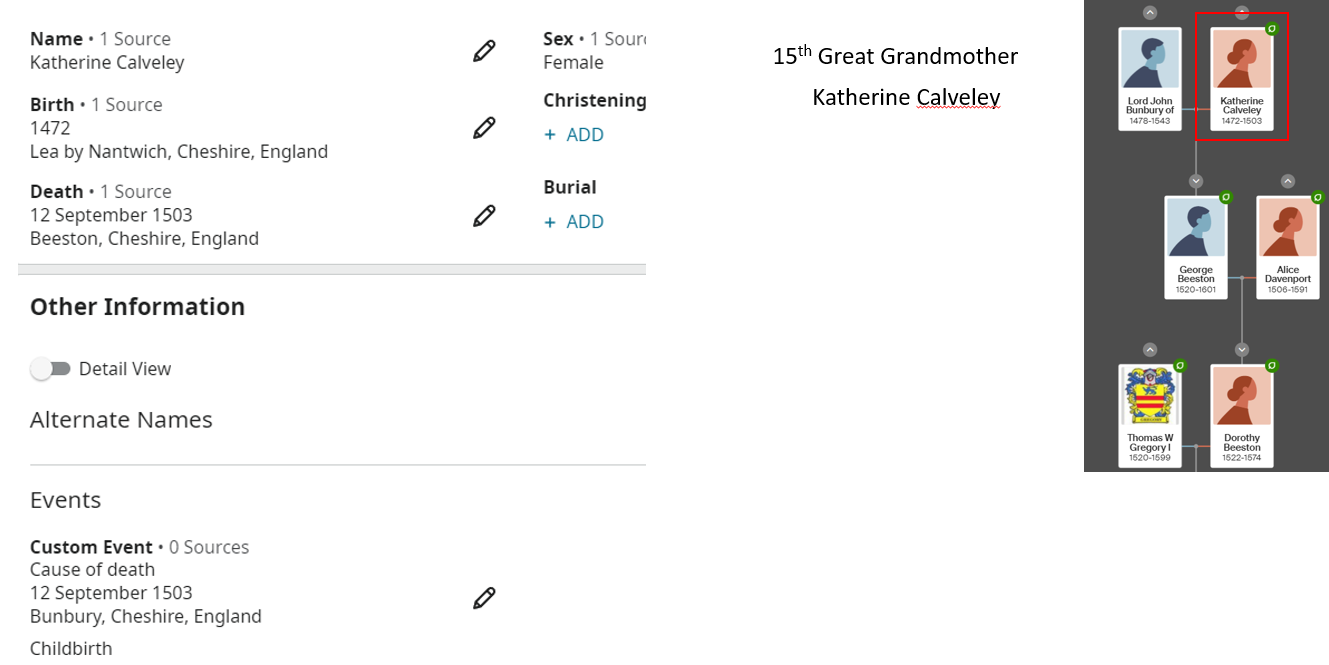 Name • 1 Source
Katherine Calveley
Birth • 1 Source
1472
Lea by Nantwich, Cheshire, England
Death • 1 Source
12 September 1503
Beeston, Cheshire, England
Sex • 1 Sour
Female
Christening
+ ADD
Burial
+ ADD
Other Information
Detail View
Alternate Names
Events
Custom Event • 0 Sources
Cause of death
12 September 1503
Bunbury, Cheshire, England
Childbirth
15th Great Grandmother
Katherine Calveley
Lord John
Bunbury of
1478-1543
Katherine
Calveley
1472-1503
George
Beeston
1520-1601
Alice
Davenport
1506-1591
Thomas W
Gregory I
1520-1599
Dorothy
Beeston
1522-1574